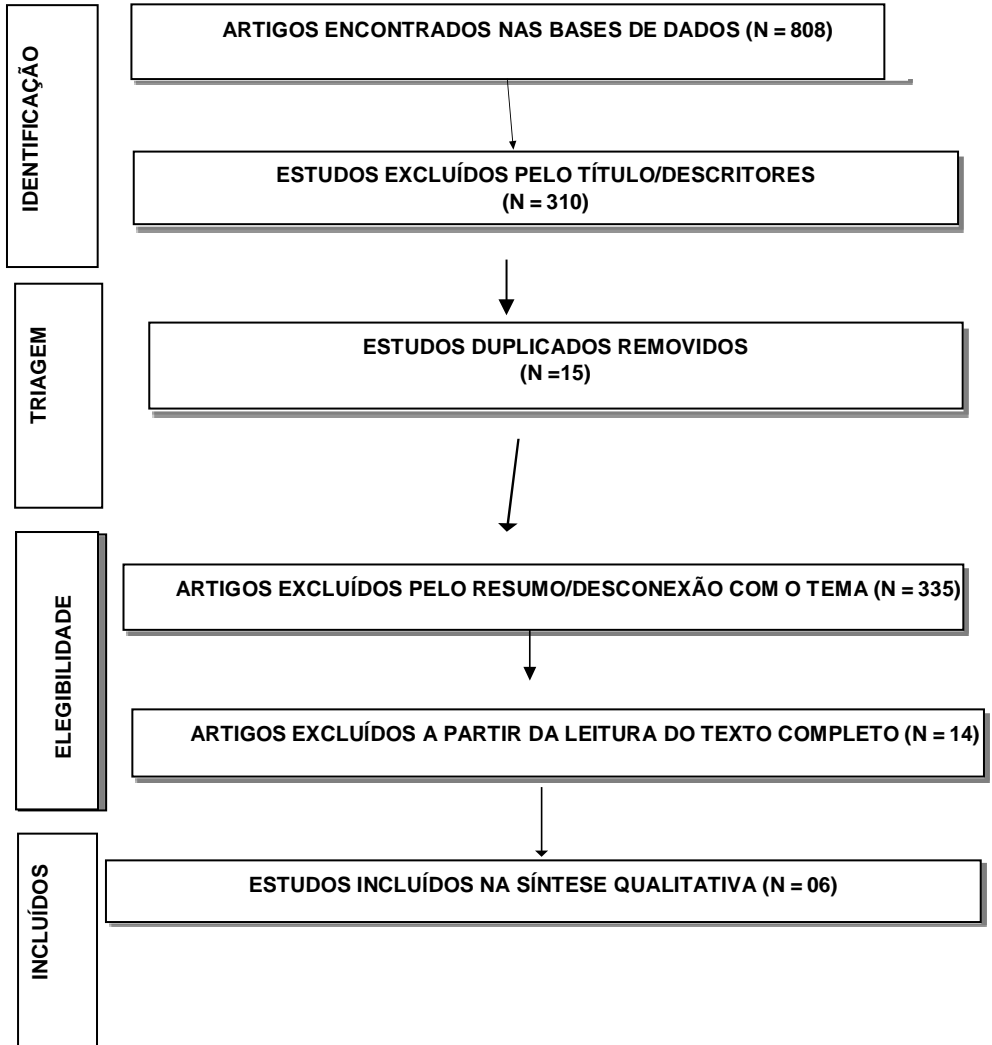 IDENTIFICAÇÃO
ARTIGOS ENCONTRADOS NAS BASES DE DADOS (N = 808)
ESTUDOS EXCLUÍDOS PELO TÍTULO/DESCRITORES
(N = 310)
TRIAGEM
ESTUDOS DUPLICADOS REMOVIDOS
(N =15)
ELEGIBILIDADE
ARTIGOS EXCLUÍDOS PELO RESUMO/DESCONEXÃO COM O TEMA (N = 335)
ARTIGOS EXCLUÍDOS A PARTIR DA LEITURA DO TEXTO COMPLETO (N = 14)
INCLUÍDOS
ESTUDOS INCLUÍDOS NA SÍNTESE QUALITATIVA (N = 06)